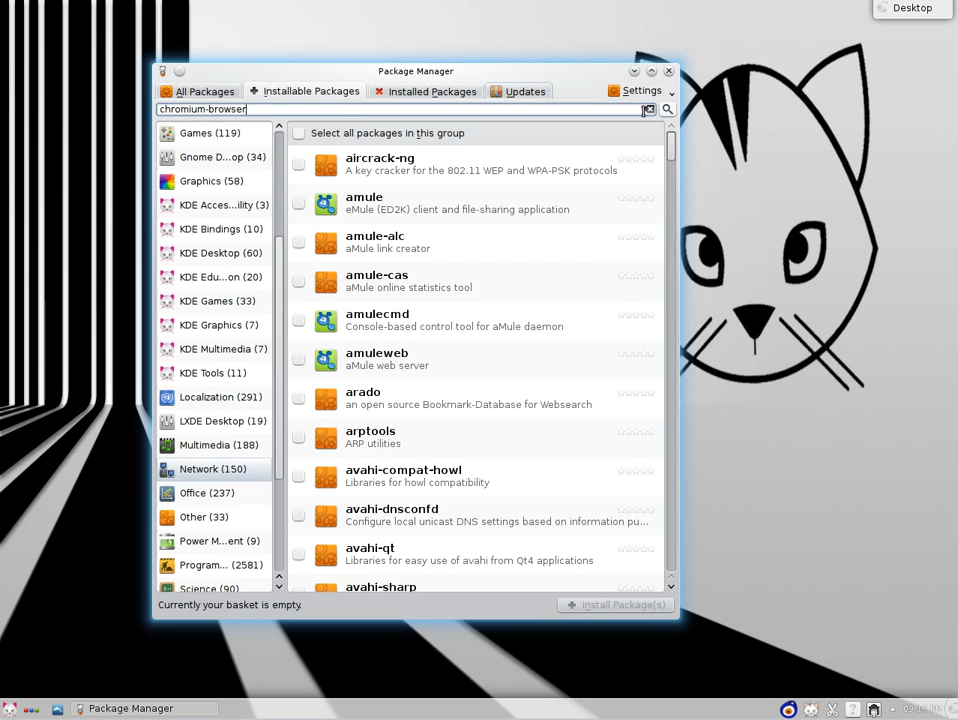 Desktop
Package Manager
All Packages
Installable Packages
Installed Packages
Updates
Settings
chromium-browser
Games (119)
Gnome D...op (34)
Graphics (58)
KDE Acces...ility (3)
KDE Bindings (10)
KDE Desktop (60)
KDE Edu...on (20)
KDE Games (33)
KDE Graphics (7)
KDE Multimedia (7)
KDE Tools (11)
Localization (291)
LXDE Desktop (19)
Multimedia (188)
Network (150)
Office (237)
Other (33)
Power M...ent (9)
Program... (2581)
Science (90)
Select all packages in this group
aircrack-ng
A key cracker for the 802.11 WEP and WPA-PSK protocols
amule
eMule (ED2K) client and file-sharing application
amule-alc
aMule link creator
amule-cas
aMule online statistics tool
amulecmd
Console-based control tool for aMule daemon
amuleweb
aMule web server
arado
an open source Bookmark-Database for Websearch
arptools
ARP utilities
avahi-compat-howl
Libraries for howl compatibility
avahi-dnsconfd
Configure local unicast DNS settings based on information pu...
avahi-qt
Libraries for easy use of avahi from Qt4 applications
avahi-sharp
Currently your basket is empty.
Install Package(s)
Package Manager